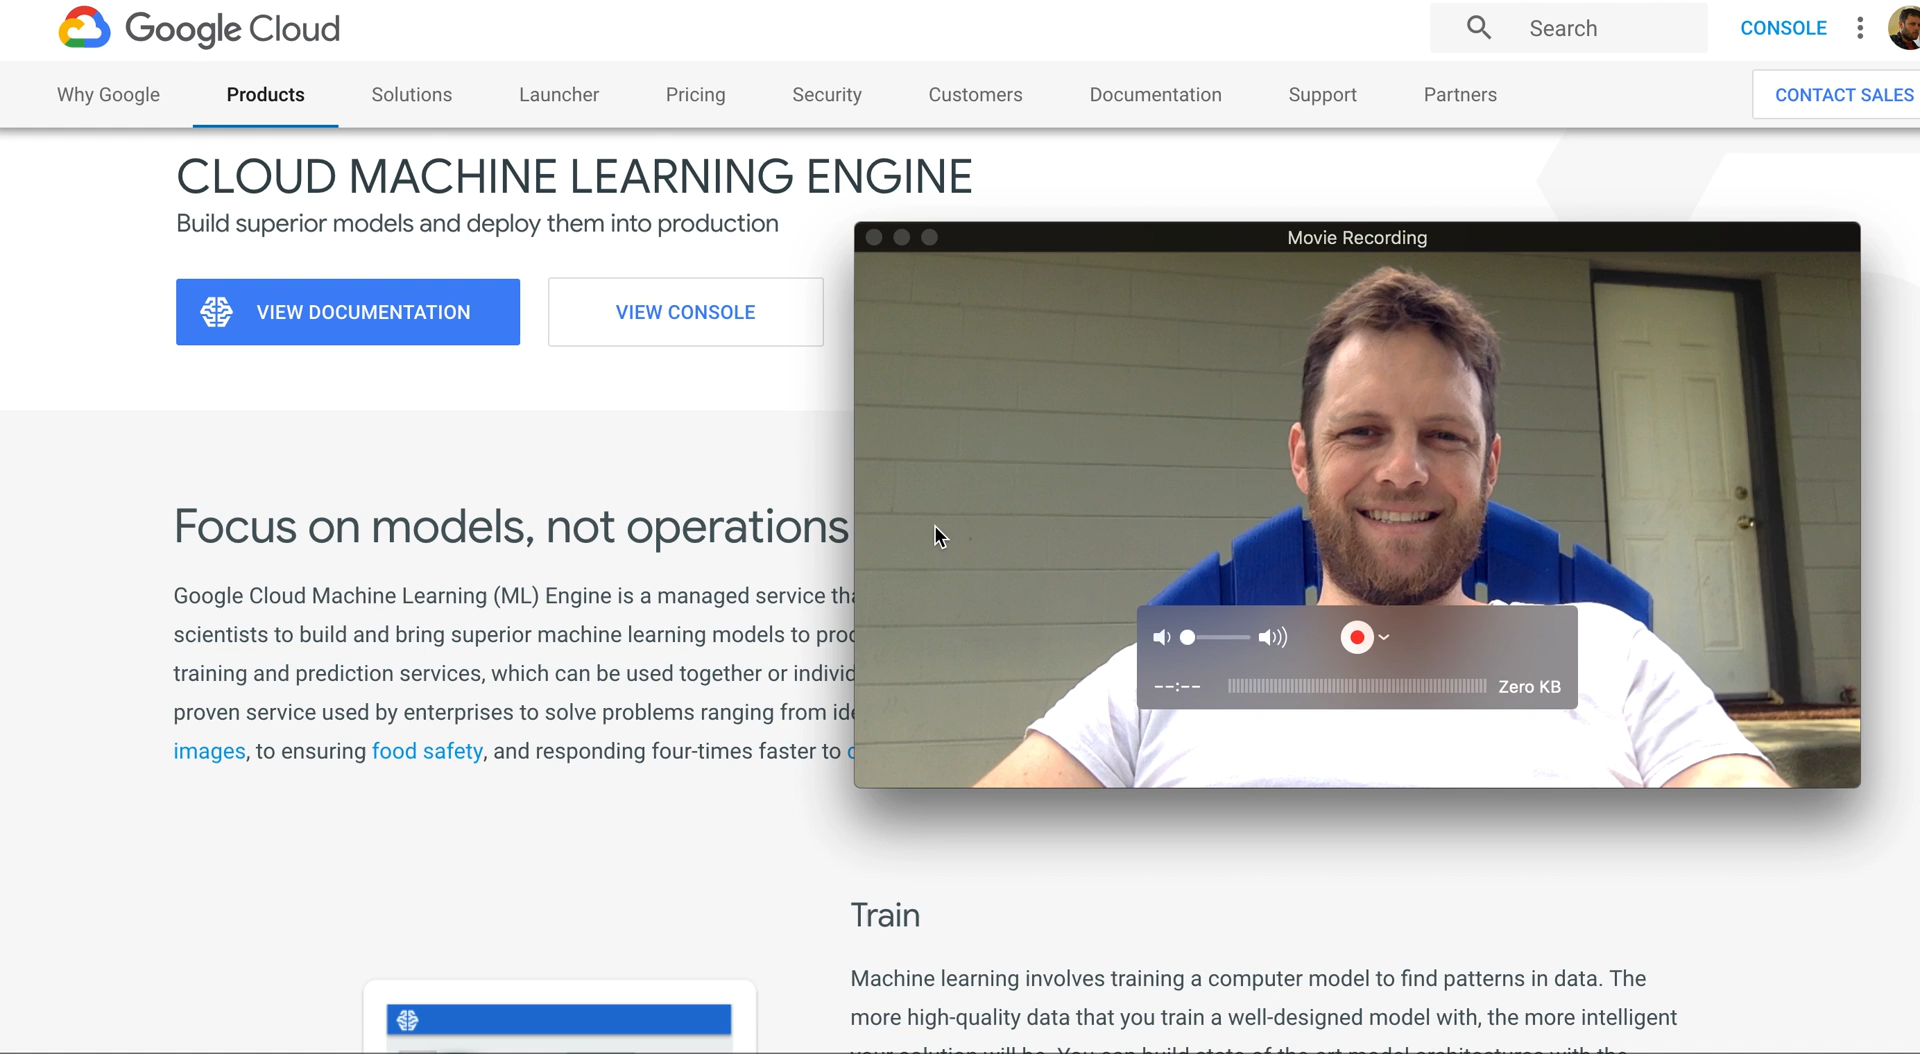 Google Cloud
Search
CONSOLE
Why Google
Products
Solutions
Launcher
Pricing
Security
Customers
Documentation
Support
Partners
CONTACT SALES
CLOUD MACHINE LEARNING ENGINE
Build superior models and deploy them into production
VIEW DOCUMENTATION
VIEW CONSOLE
Movie Recording
--:--
Zero KB
Focus on models, not operations
Google Cloud Machine Learning (ML) Engine is a managed service
scientists to build and bring superior machine learning models to
training and prediction services, which can be used together or
proven service used by enterprises to solve problems ranging from
images, to ensuring food safety, and responding four-times faster to
Train
Machine learning involves training a computer model to find patterns in data. The
more high-quality data that you train a well-designed model with, the more intelligent